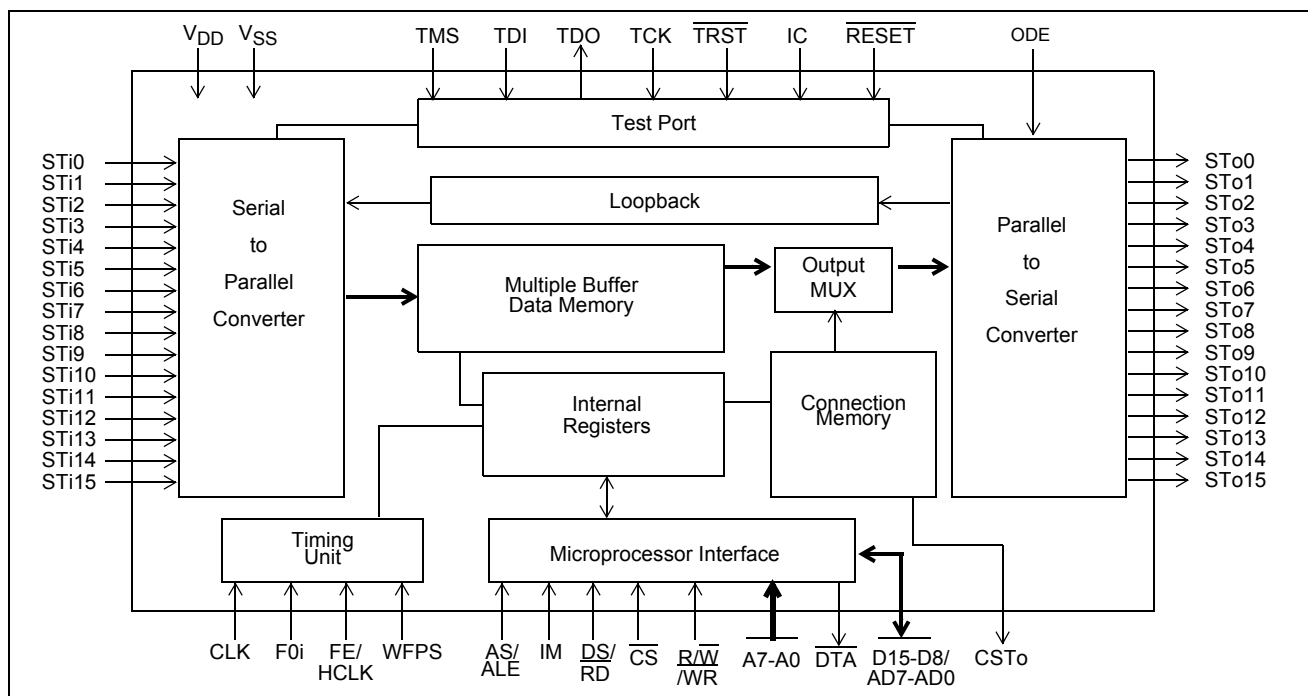 VDD VSS TMS TDI TDO TCK TRST IC RESET ODE
Test Port
STi0
STi1
STi2
STi3
STi4
STi5
STi6
STi7
STi8
STi9
STi10
STi11
STi12
STi13
STi14
STi15
Serial
to
Parallel
Converter
Loopback
Multiple Buffer
Data Memory
Output
MUX
Internal
Registers
Connection
Memory
Parallel
to
Serial
Converter
STo0
STo1
STo2
STo3
STo4
STo5
STo6
STo7
STo8
STo9
STo10
STo11
STo12
STo13
STo14
STo15
Timing
Unit
Microprocessor Interface
CLK
F0i
FE/
HCLK
WFPS
AS/
ALE
IM
DS/
RD
CS
R/W
/WR
A7-A0
DTA
D15-D8/
AD7-AD0
CSTo